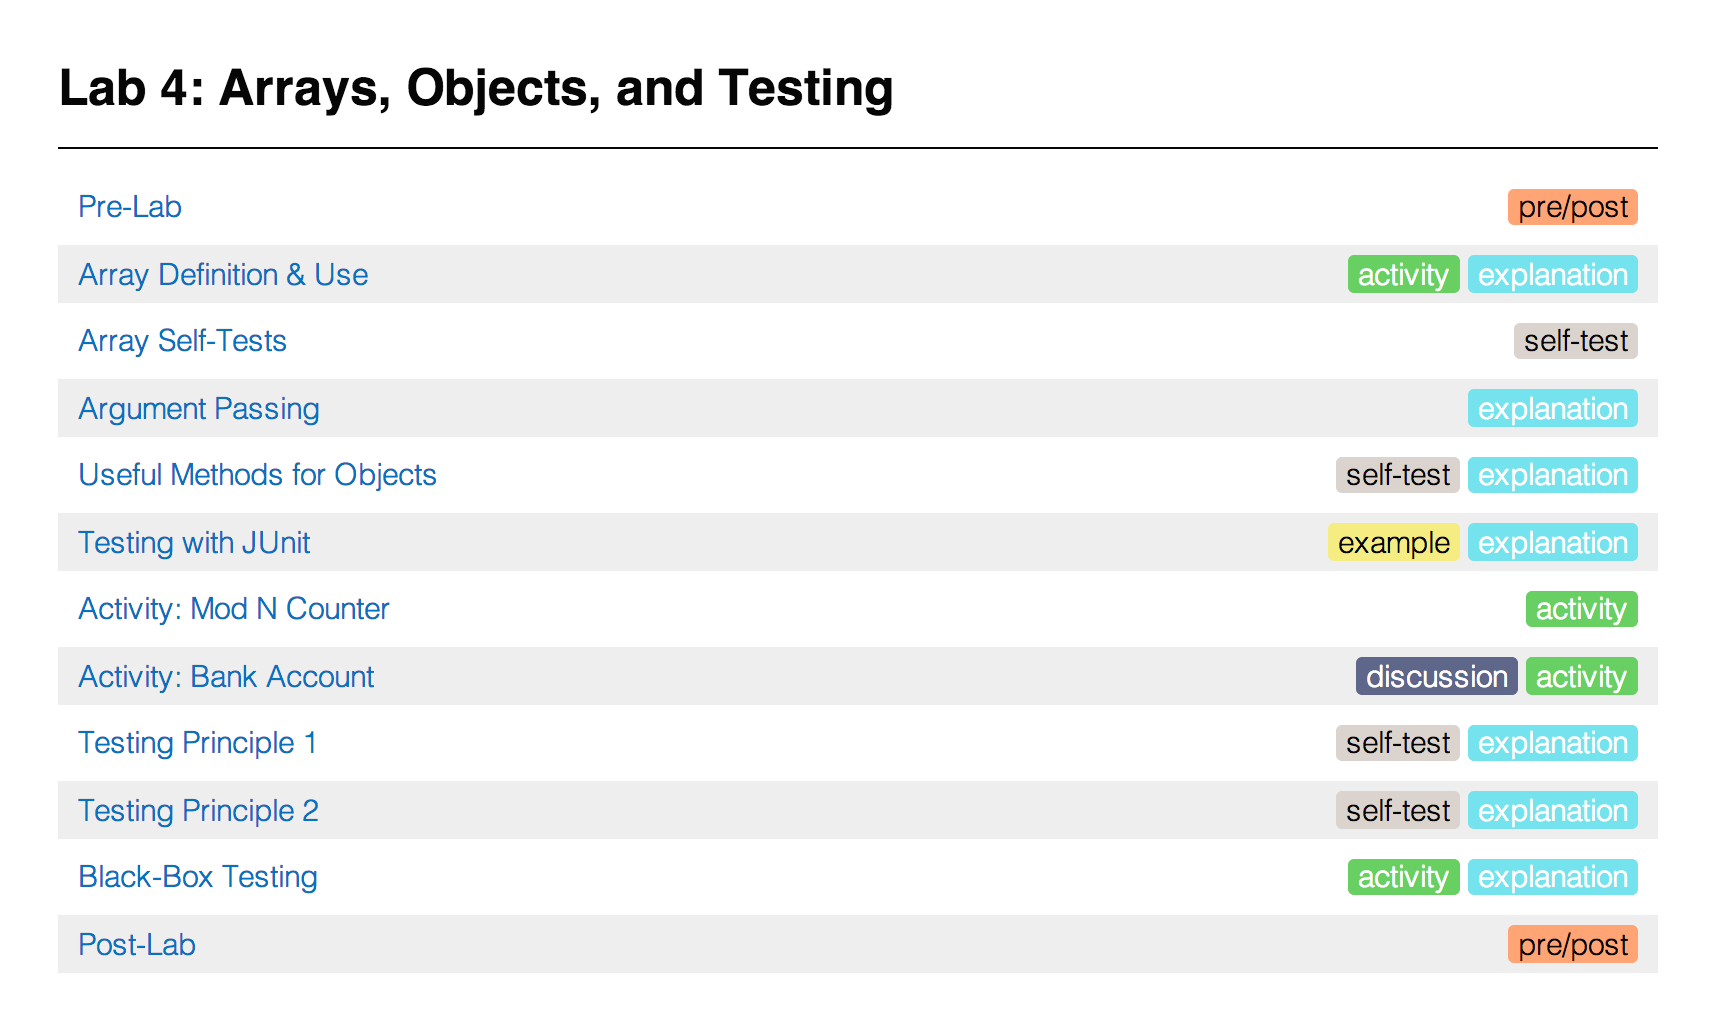 Lab 4: Arrays, Objects, and Testing
Pre-Lab pre/post
Array Definition & Use activity explanation
Array Self-Tests self-test
Argument Passing explanation
Useful Methods for Objects self-test explanation
Testing with JUnit example explanation
Activity: Mod N Counter activity
Activity: Bank Account discussion activity
Testing Principle 1 self-test explanation
Testing Principle 2 self-test explanation
Black-Box Testing activity explanation
Post-Lab pre/post